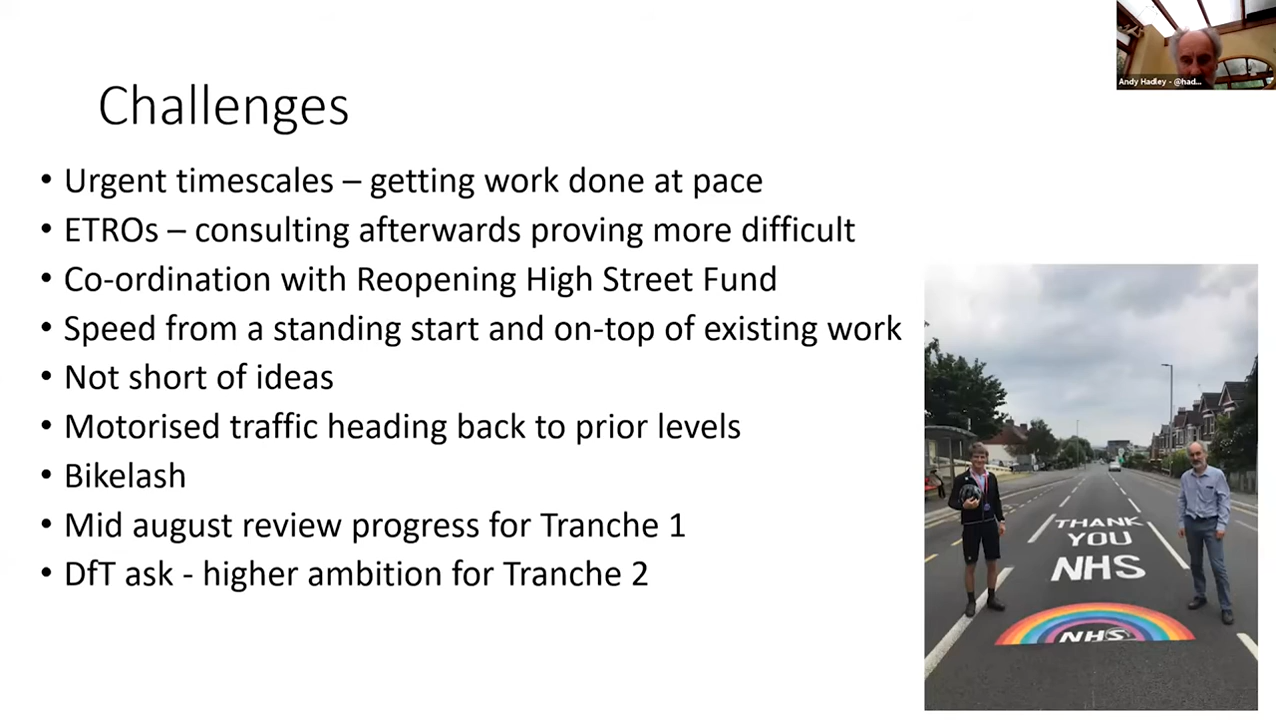 Andy Hadley - @had...
Challenges
• Urgent timescales – getting work done at pace
• ETROs – consulting afterwards proving more difficult
• Co-ordination with Reopening High Street Fund
• Speed from a standing start and on-top of existing work
• Not short of ideas
• Motorised traffic heading back to prior levels
• Bikelash
• Mid august review progress for Tranche 1
• DfT ask - higher ambition for Tranche 2
THANK
YOU
NHS
NHS